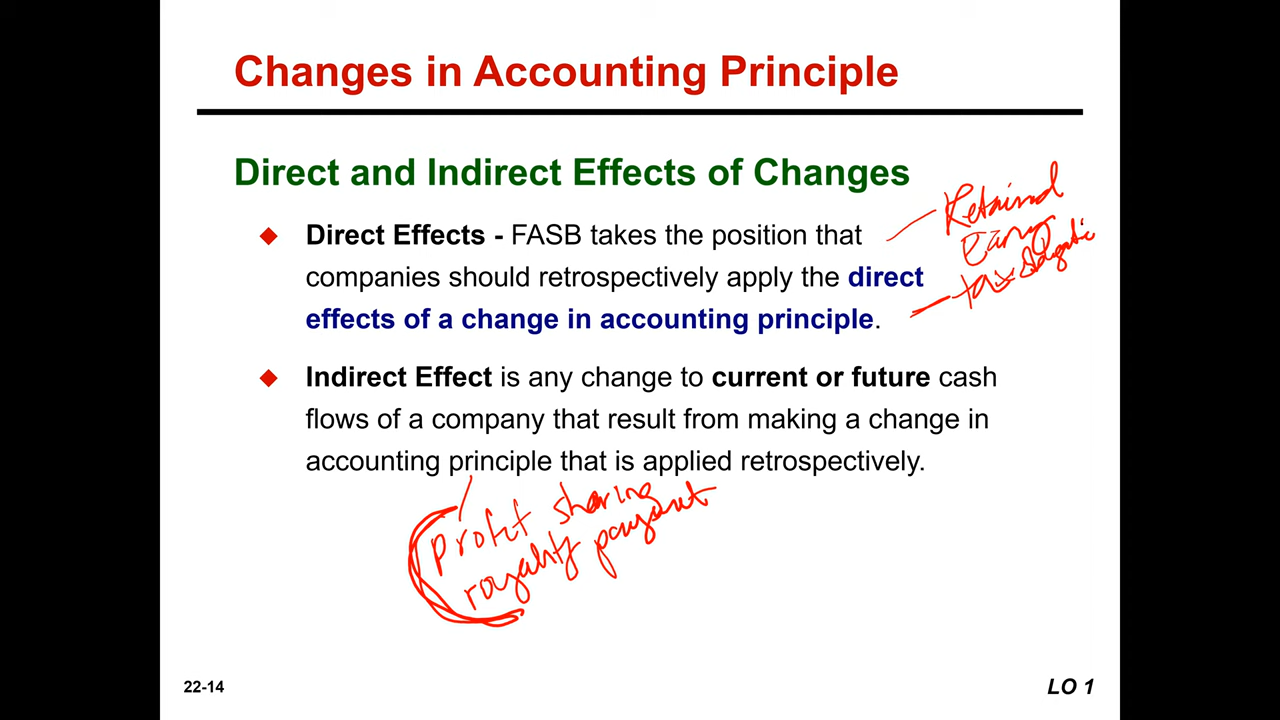 Changes in Accounting Principle
Direct and Indirect Effects of Changes
◆ Direct Effects - FASB takes the position that
companies should retrospectively apply the direct
effects of a change in accounting principle.
Retained
tax
◆ Indirect Effect is any change to current or future cash
flows of a company that result from making a change in
accounting principle that is applied retrospectively.
profit sharing
royalty payment
22-14
LO 1